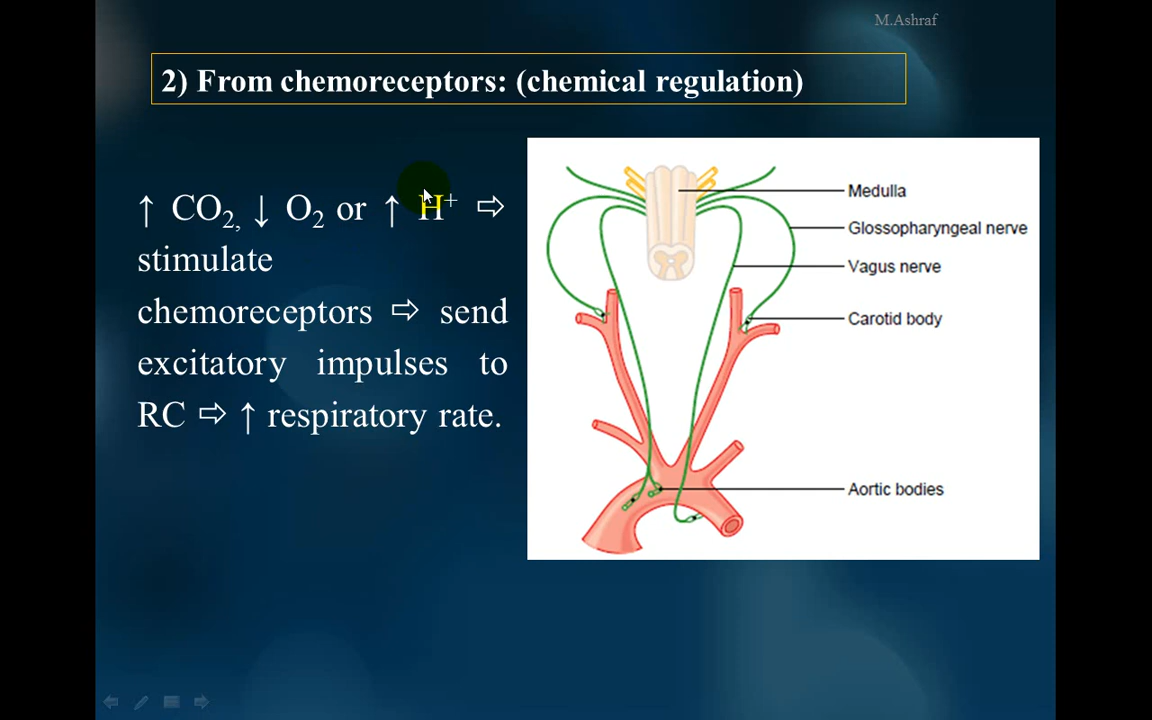 M.Ashraf
2) From chemoreceptors: (chemical regulation)
↑ CO₂, ↓ O₂ or ↑ H⁺ ⇨
stimulate
chemoreceptors ⇨ send
excitatory impulses to
RC ⇨ ↑ respiratory rate.
Medulla
Glossopharyngeal nerve
Vagus nerve
Carotid body
Aortic bodies